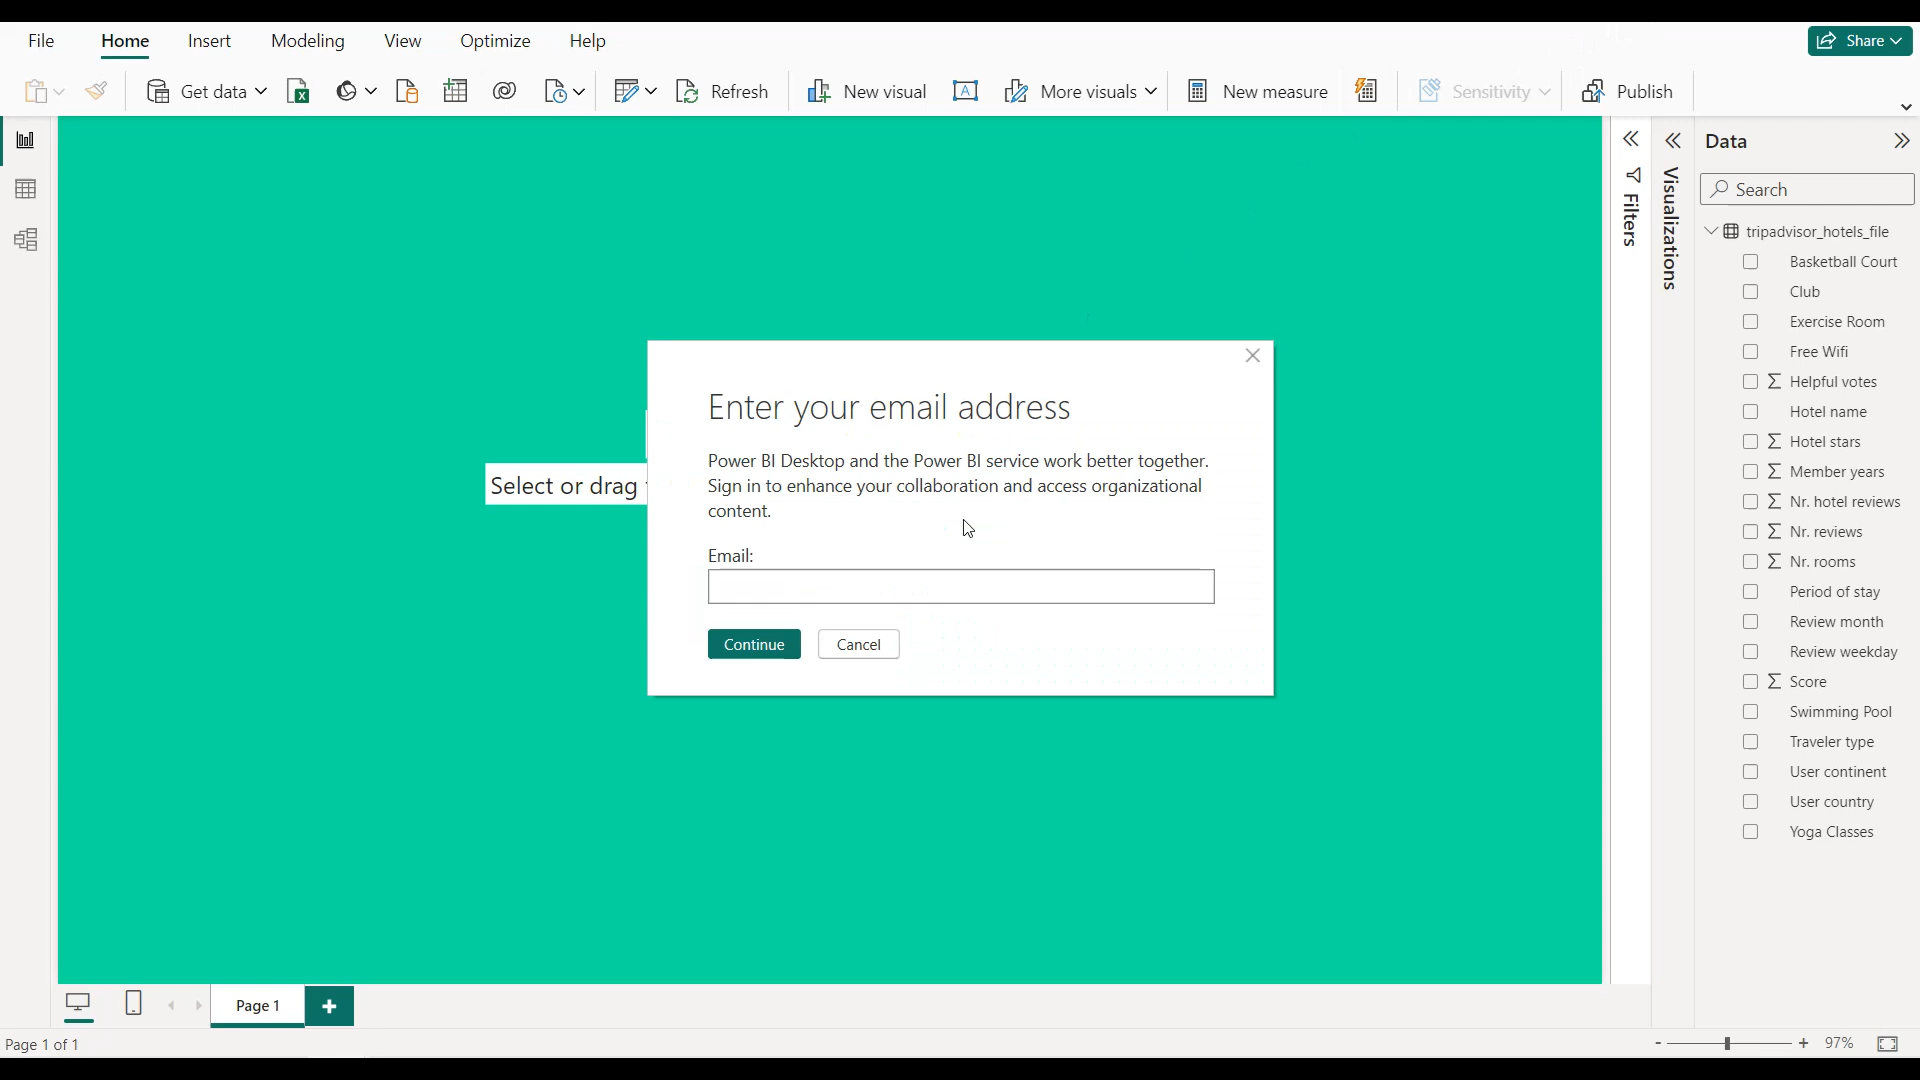 File Home Insert Modeling View Optimize Help Share
Get data Refresh New visual More visuals New measure Sensitivity Publish
Filters
Visualizations
Data
Search
tripadvisor_hotels_file
Basketball Court
Club
Exercise Room
Free Wifi
Helpful votes
Hotel name
Hotel stars
Member years
Nr. hotel reviews
Nr. reviews
Nr. rooms
Period of stay
Review month
Review weekday
Score
Swimming Pool
Traveler type
User continent
User country
Yoga Classes
Select or drag
Enter your email address
Power BI Desktop and the Power BI service work better together.
Sign in to enhance your collaboration and access organizational
content.
Email:
Continue Cancel
Page 1
Page 1 of 1
97%